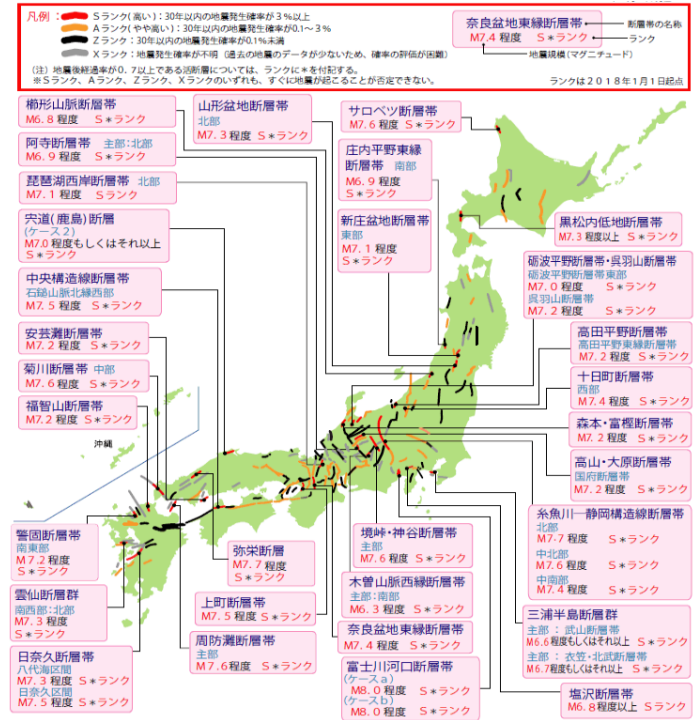 凡例：
Sランク(高い)：30年以内の地震発生確率が3％以上
Aランク(やや高い)：30年以内の地震発生確率が0.1～3％
Zランク：30年以内の地震発生確率が0.1％未満
Xランク：地震発生確率が不明（過去の地震のデータが少ないため、確率の評価が困難）
(注) 地震後経過率が0.7以上である活断層については、ランクに＊を付記する。
※Sランク、Aランク、Zランク、Xランクのいずれも、すぐに地震が起こることが否定できない。
奈良盆地東縁断層帯
M7.4 程度 S＊ランク
断層帯の名称
ランク
地震規模（マグニチュード）
ランクは2018年1月1日起点
櫛形山脈断層帯
M6.8 程度 S＊ランク
阿寺断層帯 主部:北部
M6.9 程度 S＊ランク
琵琶湖西岸断層帯 北部
M7.1 程度 Sランク
宍道(鹿島)断層
(ケース2)
M7.0 程度もしくはそれ以上
S＊ランク
中央構造線断層帯
石鎚山脈北縁西部
M7.5 程度 S＊ランク
安芸灘断層帯
M7.2 程度 S＊ランク
菊川断層帯 中部
M7.6 程度 S＊ランク
福智山断層帯
M7.2 程度 S＊ランク
沖縄
山形盆地断層帯
北部
M7.3 程度 S＊ランク
サロベツ断層帯
M7.6 程度 S＊ランク
庄内平野東縁
断層帯 南部
M6.9 程度
S＊ランク
新庄盆地断層帯
東部
M7.1 程度
S＊ランク
黒松内低地断層帯
M7.3 程度以上 S＊ランク
砺波平野断層帯・呉羽山断層帯
砺波平野断層帯東部
M7.0 程度 S＊ランク
呉羽山断層帯
M7.2 程度 S＊ランク
高田平野断層帯
高田平野東縁断層帯
M7.2 程度 S＊ランク
十日町断層帯
西部
M7.4 程度 S＊ランク
森本・富樫断層帯
M7.2 程度 S＊ランク
高山・大原断層帯
国府断層帯
M7.2 程度 S＊ランク
糸魚川―静岡構造線断層帯
北部
M7.7 程度 S＊ランク
中北部
M7.6 程度 S＊ランク
中南部
M7.4 程度 S＊ランク
三浦半島断層群
主部 ： 武山断層帯
M6.6程度もしくはそれ以上 S＊ランク
主部 ： 衣笠・北武断層帯
M6.7程度もしくはそれ以上 S＊ランク
塩沢断層帯
M6.8 程度以上 Sランク
警固断層帯
南東部
M7.2 程度
S＊ランク
雲仙断層群
南西部:北部
M7.3 程度
S＊ランク
日奈久断層帯
八代海区間
M7.3 程度 S＊ランク
日奈久区間
M7.5 程度 S＊ランク
弥栄断層
M7.7 程度
S＊ランク
上町断層帯
M7.5 程度 S＊ランク
周防灘断層帯
主部
M7.6程度 S＊ランク
境峠・神谷断層帯
主部
M7.6 程度 S＊ランク
木曽山脈西縁断層帯
主部:南部
M6.3 程度 S＊ランク
奈良盆地東縁断層帯
M7.4 程度 S＊ランク
富士川河口断層帯
(ケースa)
M8.0 程度 S＊ランク
(ケースb)
M8.0 程度 S＊ランク